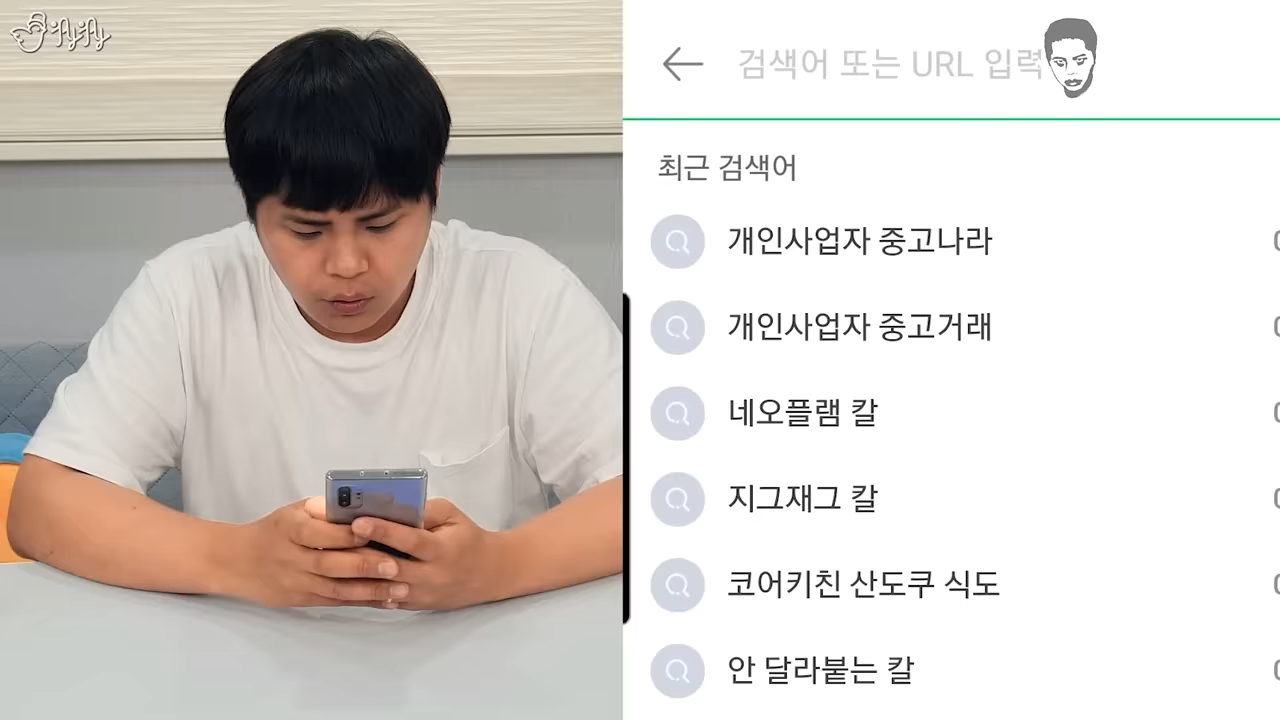 검색어 또는 URL 입력
최근 검색어
개인사업자 중고나라
개인사업자 중고거래
네오플램 칼
지그재그 칼
코어키친 산도쿠 식도
안 달라붙는 칼